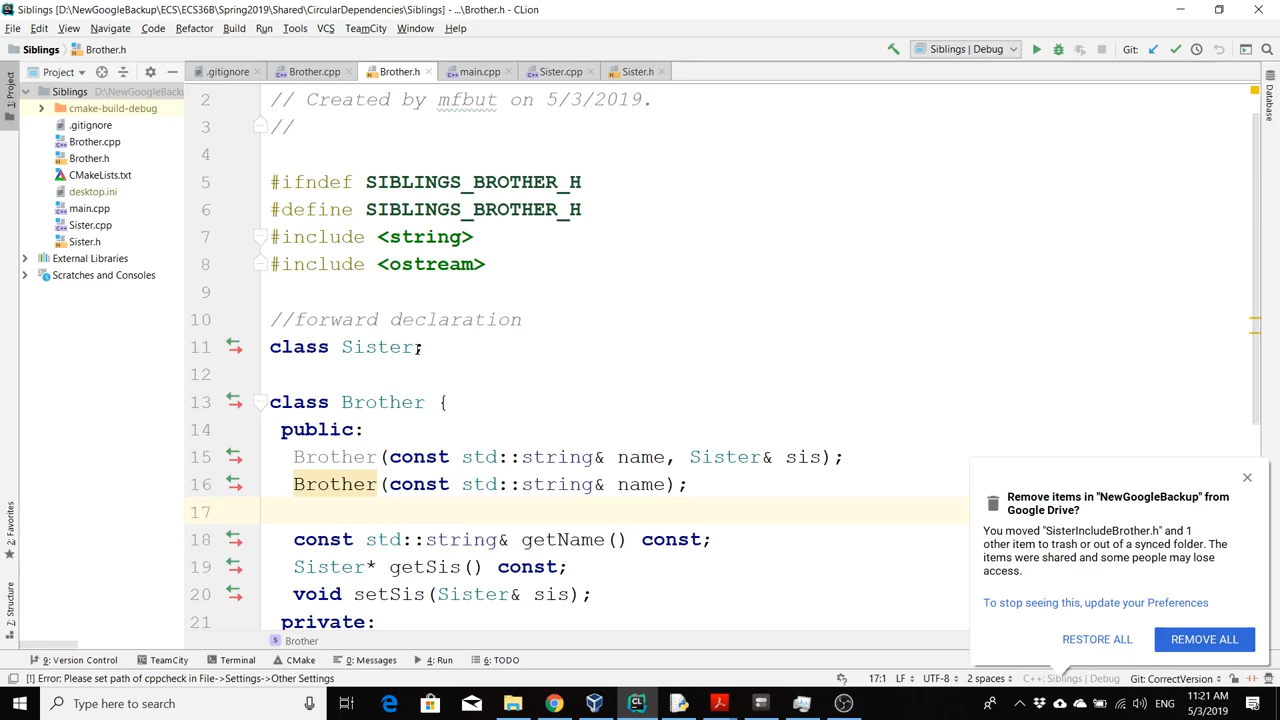 Siblings [D:\NewGoogleBackup\ECS\ECS36B\Spring2019\Shared\CircularDependencies\Siblings] - ...\Brother.h - CLion
File Edit View Navigate Code Refactor Build Run Tools VCS TeamCity Window Help
Siblings Brother.h Siblings | Debug Git:
Project .gitignore Brother.cpp Brother.h main.cpp Sister.cpp Sister.h
1: Project
Siblings D:\NewGoogleBacku
cmake-build-debug
.gitignore
Brother.cpp
Brother.h
CMakeLists.txt
desktop.ini
main.cpp
Sister.cpp
Sister.h
External Libraries
Scratches and Consoles
2 // Created by mfbut on 5/3/2019.
3 //
4
5 #ifndef SIBLINGS_BROTHER_H
6 #define SIBLINGS_BROTHER_H
7 #include <string>
8 #include <ostream>
9
10 //forward declaration
11 class Sister;
12
13 class Brother {
14 public:
15 Brother(const std::string& name, Sister& sis);
16 Brother(const std::string& name);
17
18 const std::string& getName() const;
19 Sister* getSis() const;
20 void setSis(Sister& sis);
21 private:
Brother
Database
2: Favorites
7: Structure
Remove items in "NewGoogleBackup" from
Google Drive?
You moved "SisterIncludeBrother.h" and 1
other item to trash or out of a synced folder. The
items were shared and some people may lose
access.
To stop seeing this, update your Preferences
RESTORE ALL REMOVE ALL
9: Version Control TeamCity Terminal CMake 0: Messages 4: Run 6: TODO
[!] Error: Please set path of cppcheck in File->Settings->Other Settings 17:1 LF UTF-8 2 spaces C++: Siblings | Debug Git: CorrectVersion
Type here to search
ENG
11:21 AM
5/3/2019